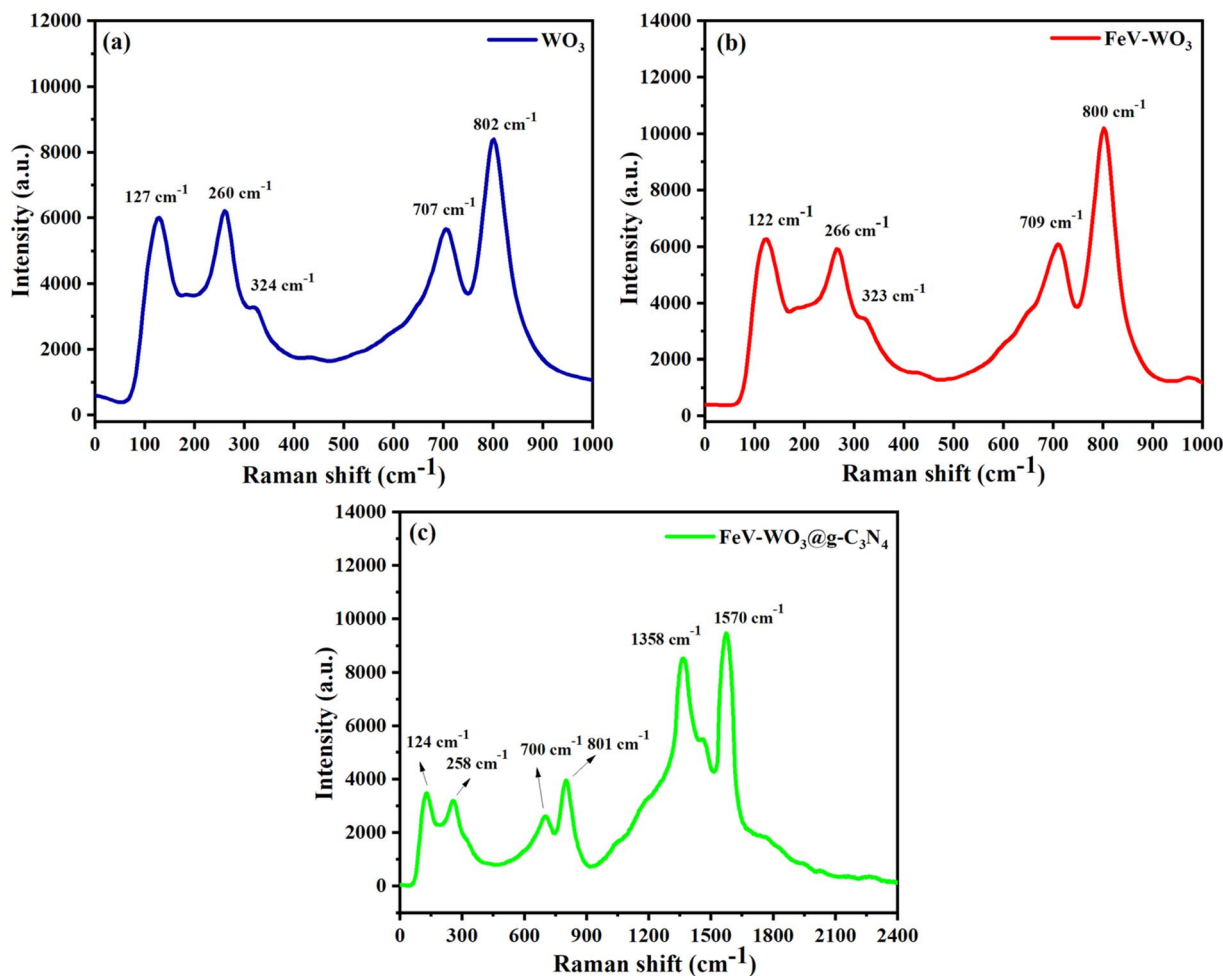 (a)
WO₃
12000
10000
8000
6000
4000
2000
0
Intensity (a.u.)
127 cm⁻¹
260 cm⁻¹
324 cm⁻¹
707 cm⁻¹
802 cm⁻¹
0 100 200 300 400 500 600 700 800 900 1000
Raman shift (cm⁻¹)
(b)
FeV-WO₃
14000
12000
10000
8000
6000
4000
2000
0
Intensity (a.u.)
122 cm⁻¹
266 cm⁻¹
323 cm⁻¹
709 cm⁻¹
800 cm⁻¹
0 100 200 300 400 500 600 700 800 900 1000
Raman shift (cm⁻¹)
(c)
FeV-WO₃@g-C₃N₄
14000
12000
10000
8000
6000
4000
2000
0
Intensity (a.u.)
124 cm⁻¹
258 cm⁻¹
700 cm⁻¹
801 cm⁻¹
1358 cm⁻¹
1570 cm⁻¹
0 300 600 900 1200 1500 1800 2100 2400
Raman shift (cm⁻¹)